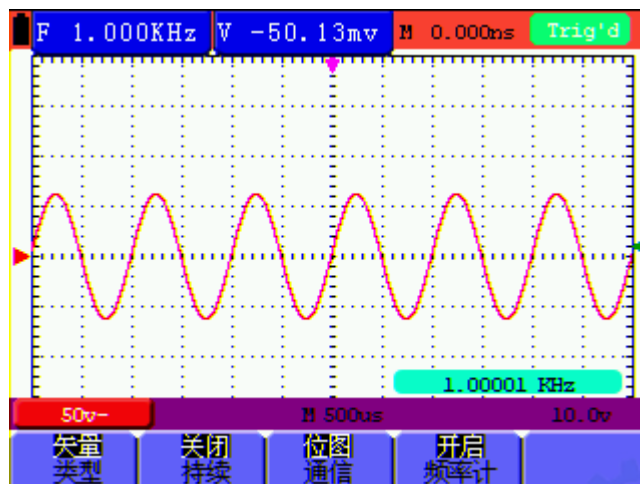 F 1.000KHz V -50.13mv M 0.000ns Trig'd
1.00001 KHz
50v- M 500us 10.0v
矢量 关闭 位图 开启
类型 持续 通信 频率计